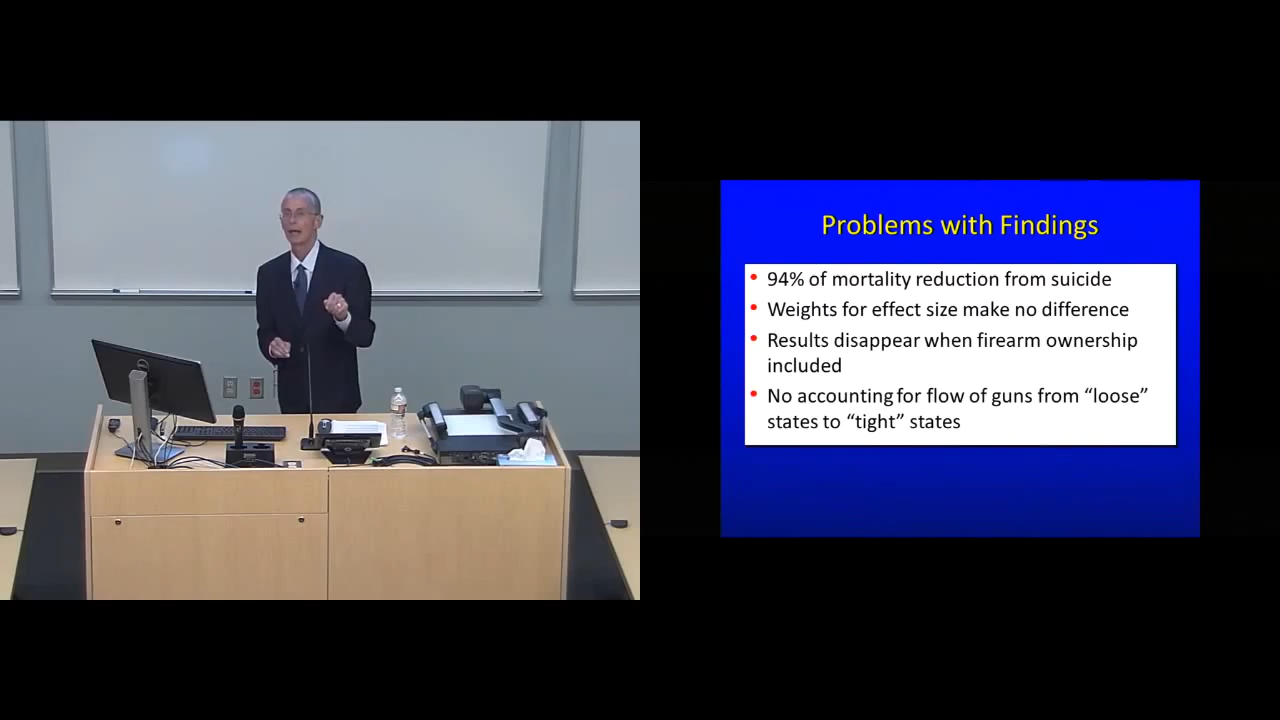 Problems with Findings
• 94% of mortality reduction from suicide
• Weights for effect size make no difference
• Results disappear when firearm ownership
included
• No accounting for flow of guns from “loose”
states to “tight” states